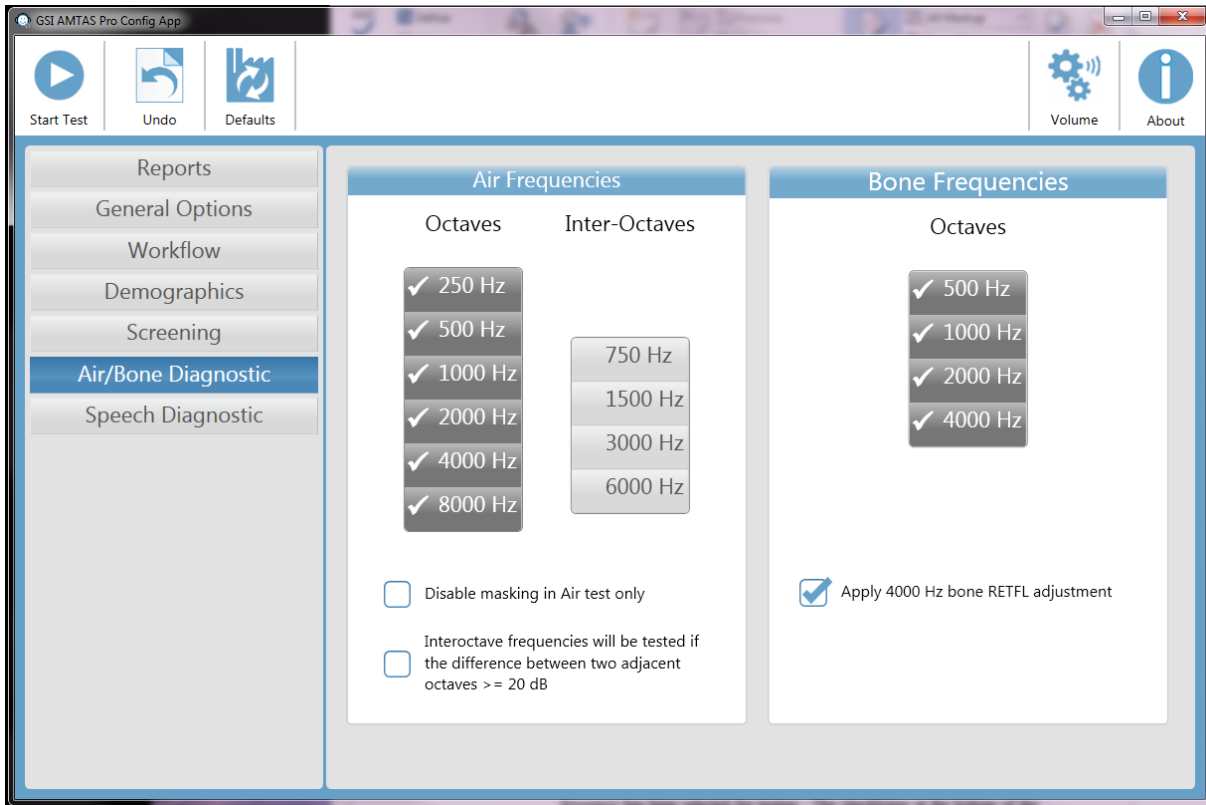 GSI AMTAS Pro Config App
Start Test
Undo
Defaults
Volume
About
Reports
General Options
Workflow
Demographics
Screening
Air/Bone Diagnostic
Speech Diagnostic
Air Frequencies
Octaves
Inter-Octaves
250 Hz
500 Hz
1000 Hz
2000 Hz
4000 Hz
8000 Hz
750 Hz
1500 Hz
3000 Hz
6000 Hz
Disable masking in Air test only
Interoctave frequencies will be tested if
the difference between two adjacent
octaves >= 20 dB
Bone Frequencies
Octaves
500 Hz
1000 Hz
2000 Hz
4000 Hz
Apply 4000 Hz bone RETFL adjustment